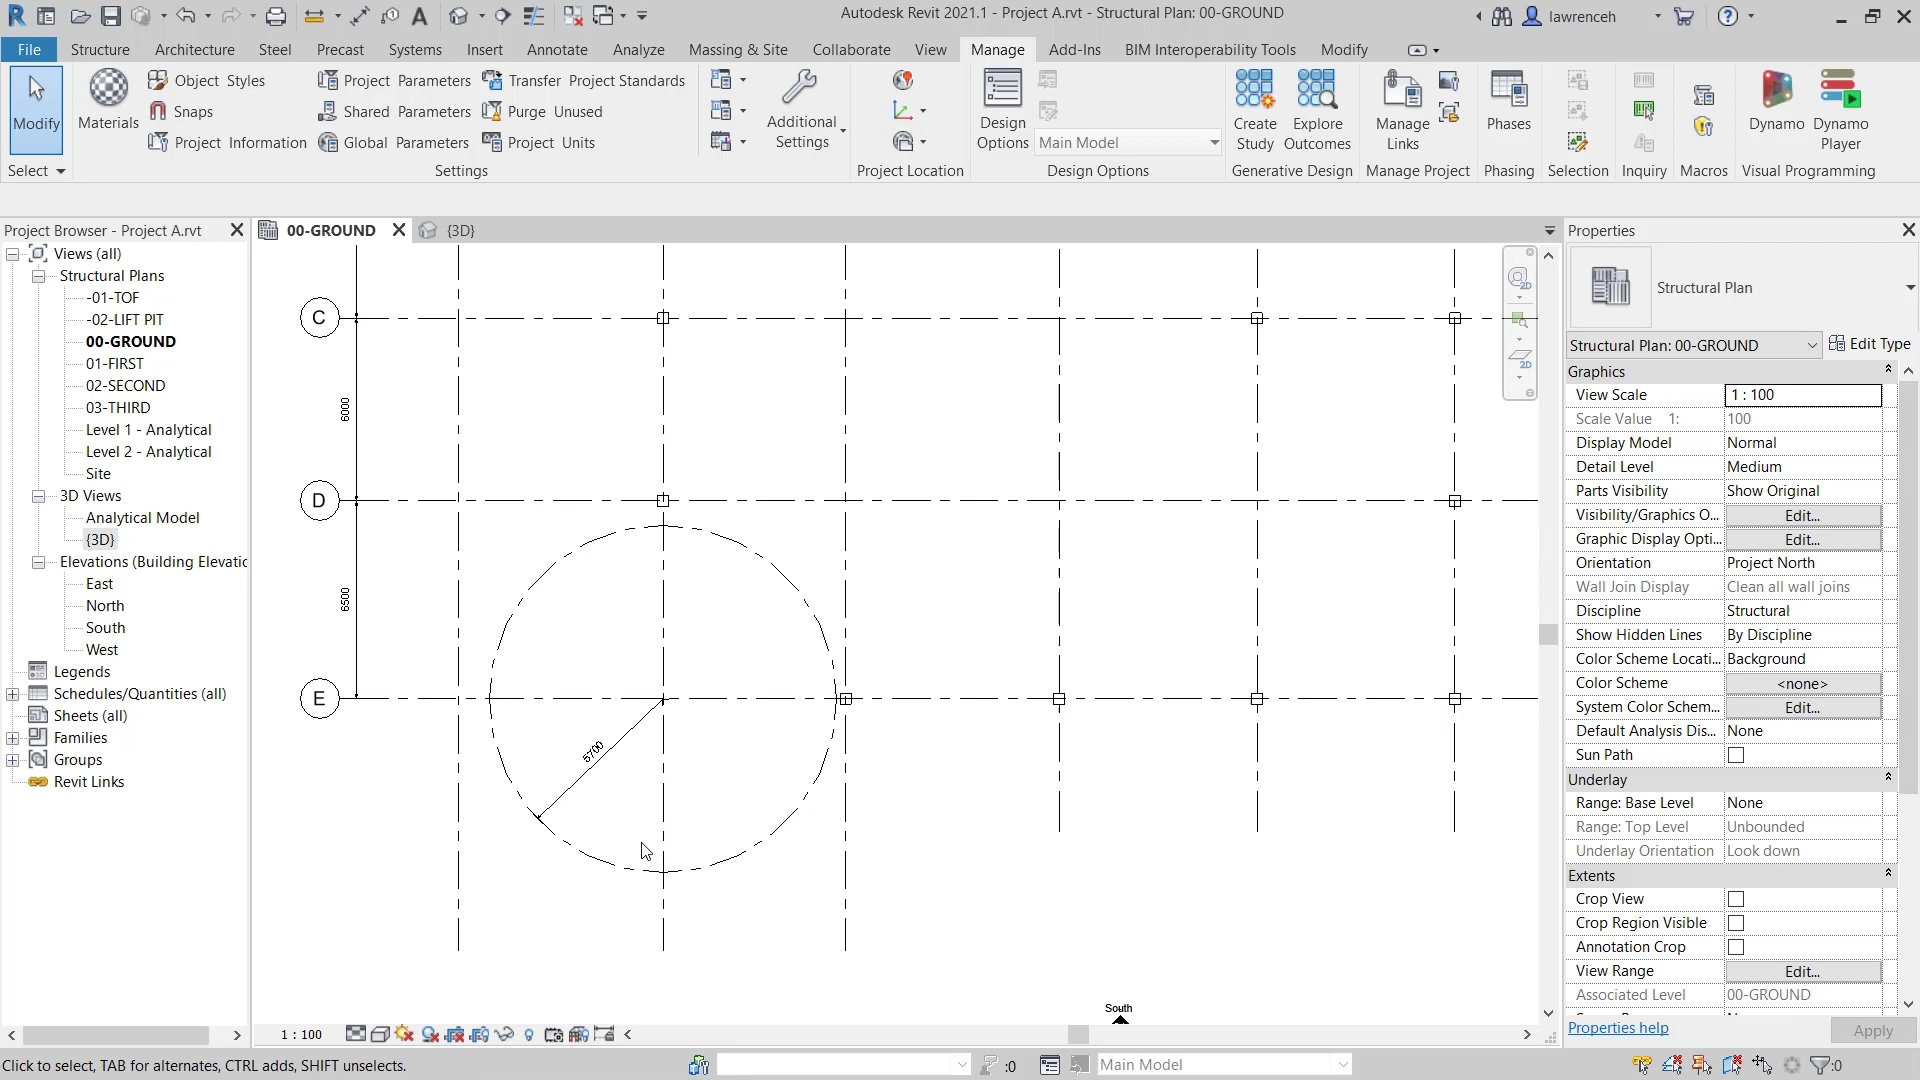 Autodesk Revit 2021.1 - Project A.rvt - Structural Plan: 00-GROUND
lawrenceh
File Structure Architecture Steel Precast Systems Insert Annotate Analyze Massing & Site Collaborate View Manage Add-Ins BIM Interoperability Tools Modify
Modify
Materials
Object Styles
Snaps
Project Information
Project Parameters
Shared Parameters
Global Parameters
Transfer Project Standards
Purge Unused
Project Units
Additional
Settings
Design
Options
Main Model
Create
Study
Explore
Outcomes
Manage
Links
Phases
Dynamo
Dynamo
Player
Select Settings Project Location Design Options Generative Design Manage Project Phasing Selection Inquiry Macros Visual Programming
Project Browser - Project A.rvt
Views (all)
Structural Plans
-01-TOF
-02-LIFT PIT
00-GROUND
01-FIRST
02-SECOND
03-THIRD
Level 1 - Analytical
Level 2 - Analytical
Site
3D Views
Analytical Model
{3D}
Elevations (Building Elevatic
East
North
South
West
Legends
Schedules/Quantities (all)
Sheets (all)
Families
Groups
Revit Links
00-GROUND
{3D}
C
6000
D
6500
E
5700
South
2D
2D
1 : 100
Properties
Structural Plan
Structural Plan: 00-GROUND
Edit Type
Graphics
View Scale 1 : 100
Scale Value 1: 100
Display Model Normal
Detail Level Medium
Parts Visibility Show Original
Visibility/Graphics O... Edit...
Graphic Display Opti... Edit...
Orientation Project North
Wall Join Display Clean all wall joins
Discipline Structural
Show Hidden Lines By Discipline
Color Scheme Locati... Background
Color Scheme <none>
System Color Schem... Edit...
Default Analysis Dis... None
Sun Path
Underlay
Range: Base Level None
Range: Top Level Unbounded
Underlay Orientation Look down
Extents
Crop View
Crop Region Visible
Annotation Crop
View Range Edit...
Associated Level 00-GROUND
Properties help
Apply
Click to select, TAB for alternates, CTRL adds, SHIFT unselects.
:0
Main Model
:0